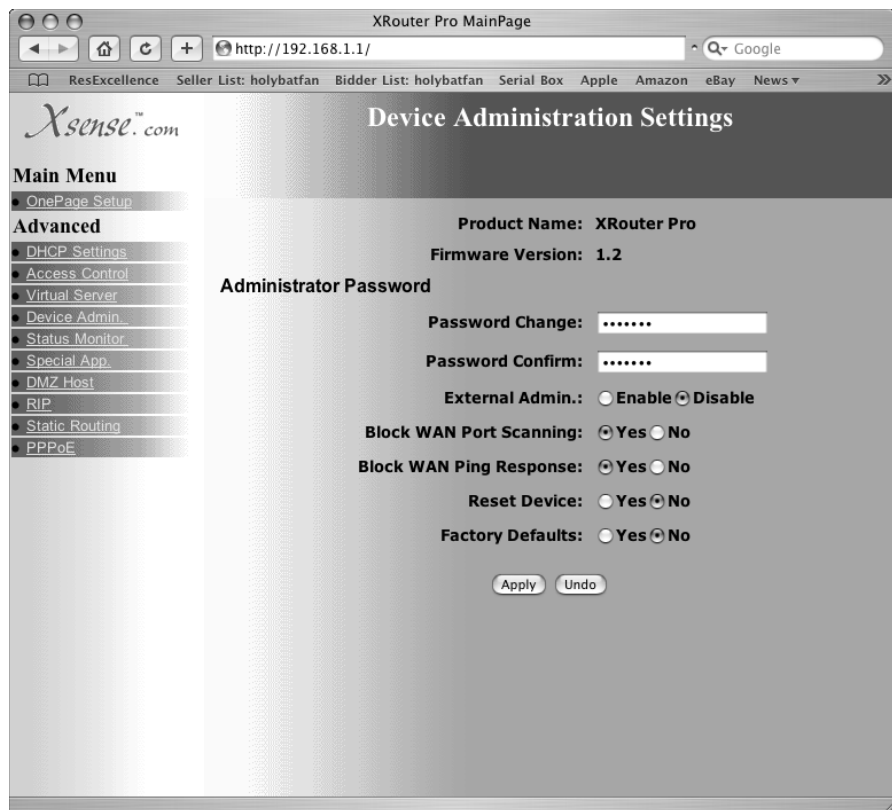 XRouter Pro MainPage
http://192.168.1.1/
Google
ResExcellence Seller List: holybatfan Bidder List: holybatfan Serial Box Apple Amazon eBay News ▾ »
Xsense.™com
Device Administration Settings
Main Menu
OnePage Setup
Advanced
DHCP Settings
Access Control
Virtual Server
Device Admin.
Status Monitor
Special App.
DMZ Host
RIP
Static Routing
PPPoE
Product Name: XRouter Pro
Firmware Version: 1.2
Administrator Password
Password Change: •••••••
Password Confirm: •••••••
External Admin.: Enable Disable
Block WAN Port Scanning: Yes No
Block WAN Ping Response: Yes No
Reset Device: Yes No
Factory Defaults: Yes No
Apply Undo